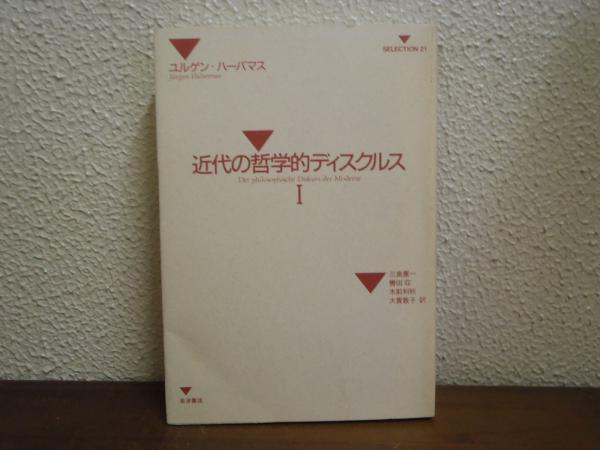 SELECTION 21
ユルゲン・ハーバマス
Jürgen Habermas
近代の哲学的ディスクルス
Der philosophische Diskurs der Moderne
I
三島憲一
轡田 収
木前利秋
大貫敦子 訳
岩波書店